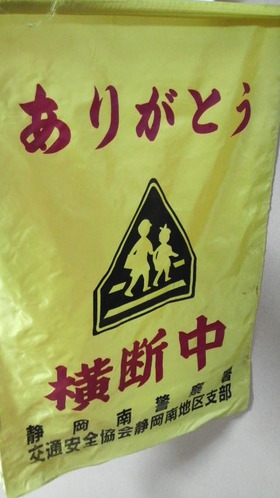 ありがとう
横断中
静岡南警察署
交通安全協会静岡南地区支部